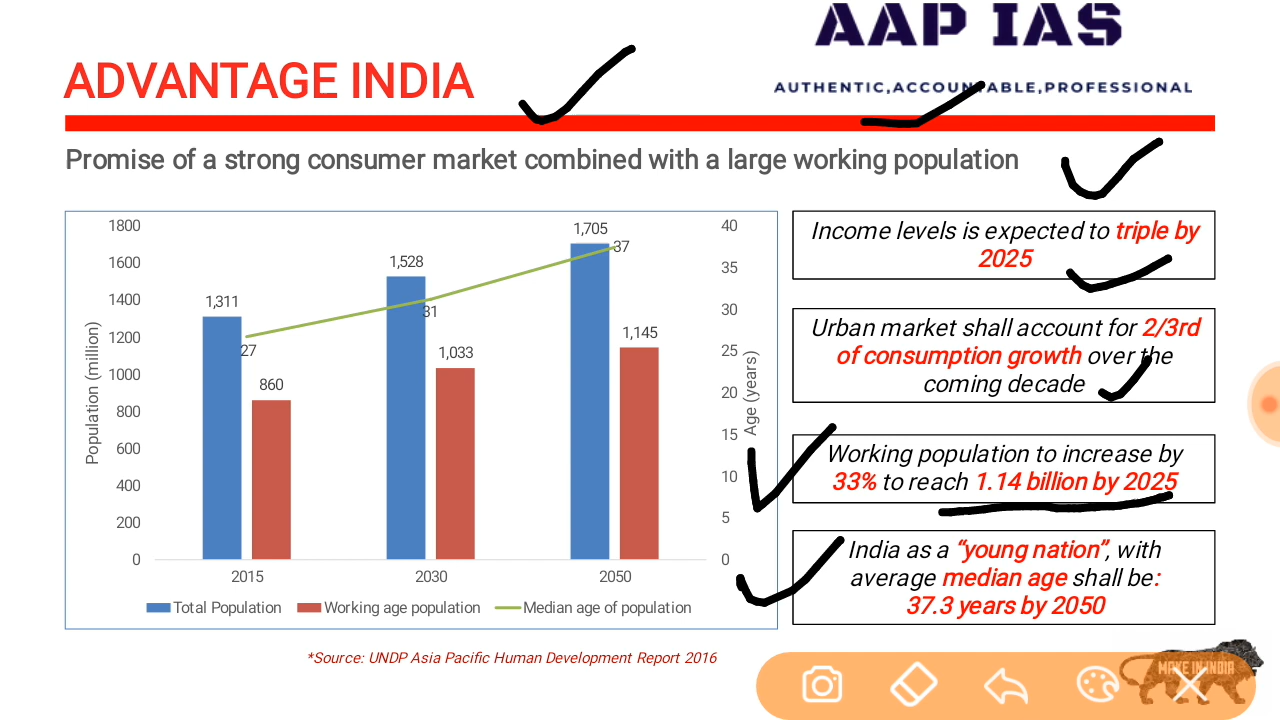 AAP IAS
AUTHENTIC,ACCOUNTABLE,PROFESSIONAL
ADVANTAGE INDIA
Promise of a strong consumer market combined with a large working population
1800
1600
1400
1200
1000
800
600
400
200
0
Population (million)
1,311
27
860
1,528
31
1,033
1,705
37
1,145
40
35
30
25
20
15
10
5
0
Age (years)
2015 2030 2050
Total Population Working age population Median age of population
*Source: UNDP Asia Pacific Human Development Report 2016
Income levels is expected to triple by
2025
Urban market shall account for 2/3rd
of consumption growth over the
coming decade
Working population to increase by
33% to reach 1.14 billion by 2025
India as a “young nation”, with
average median age shall be:
37.3 years by 2050
MAKE IN INDIA